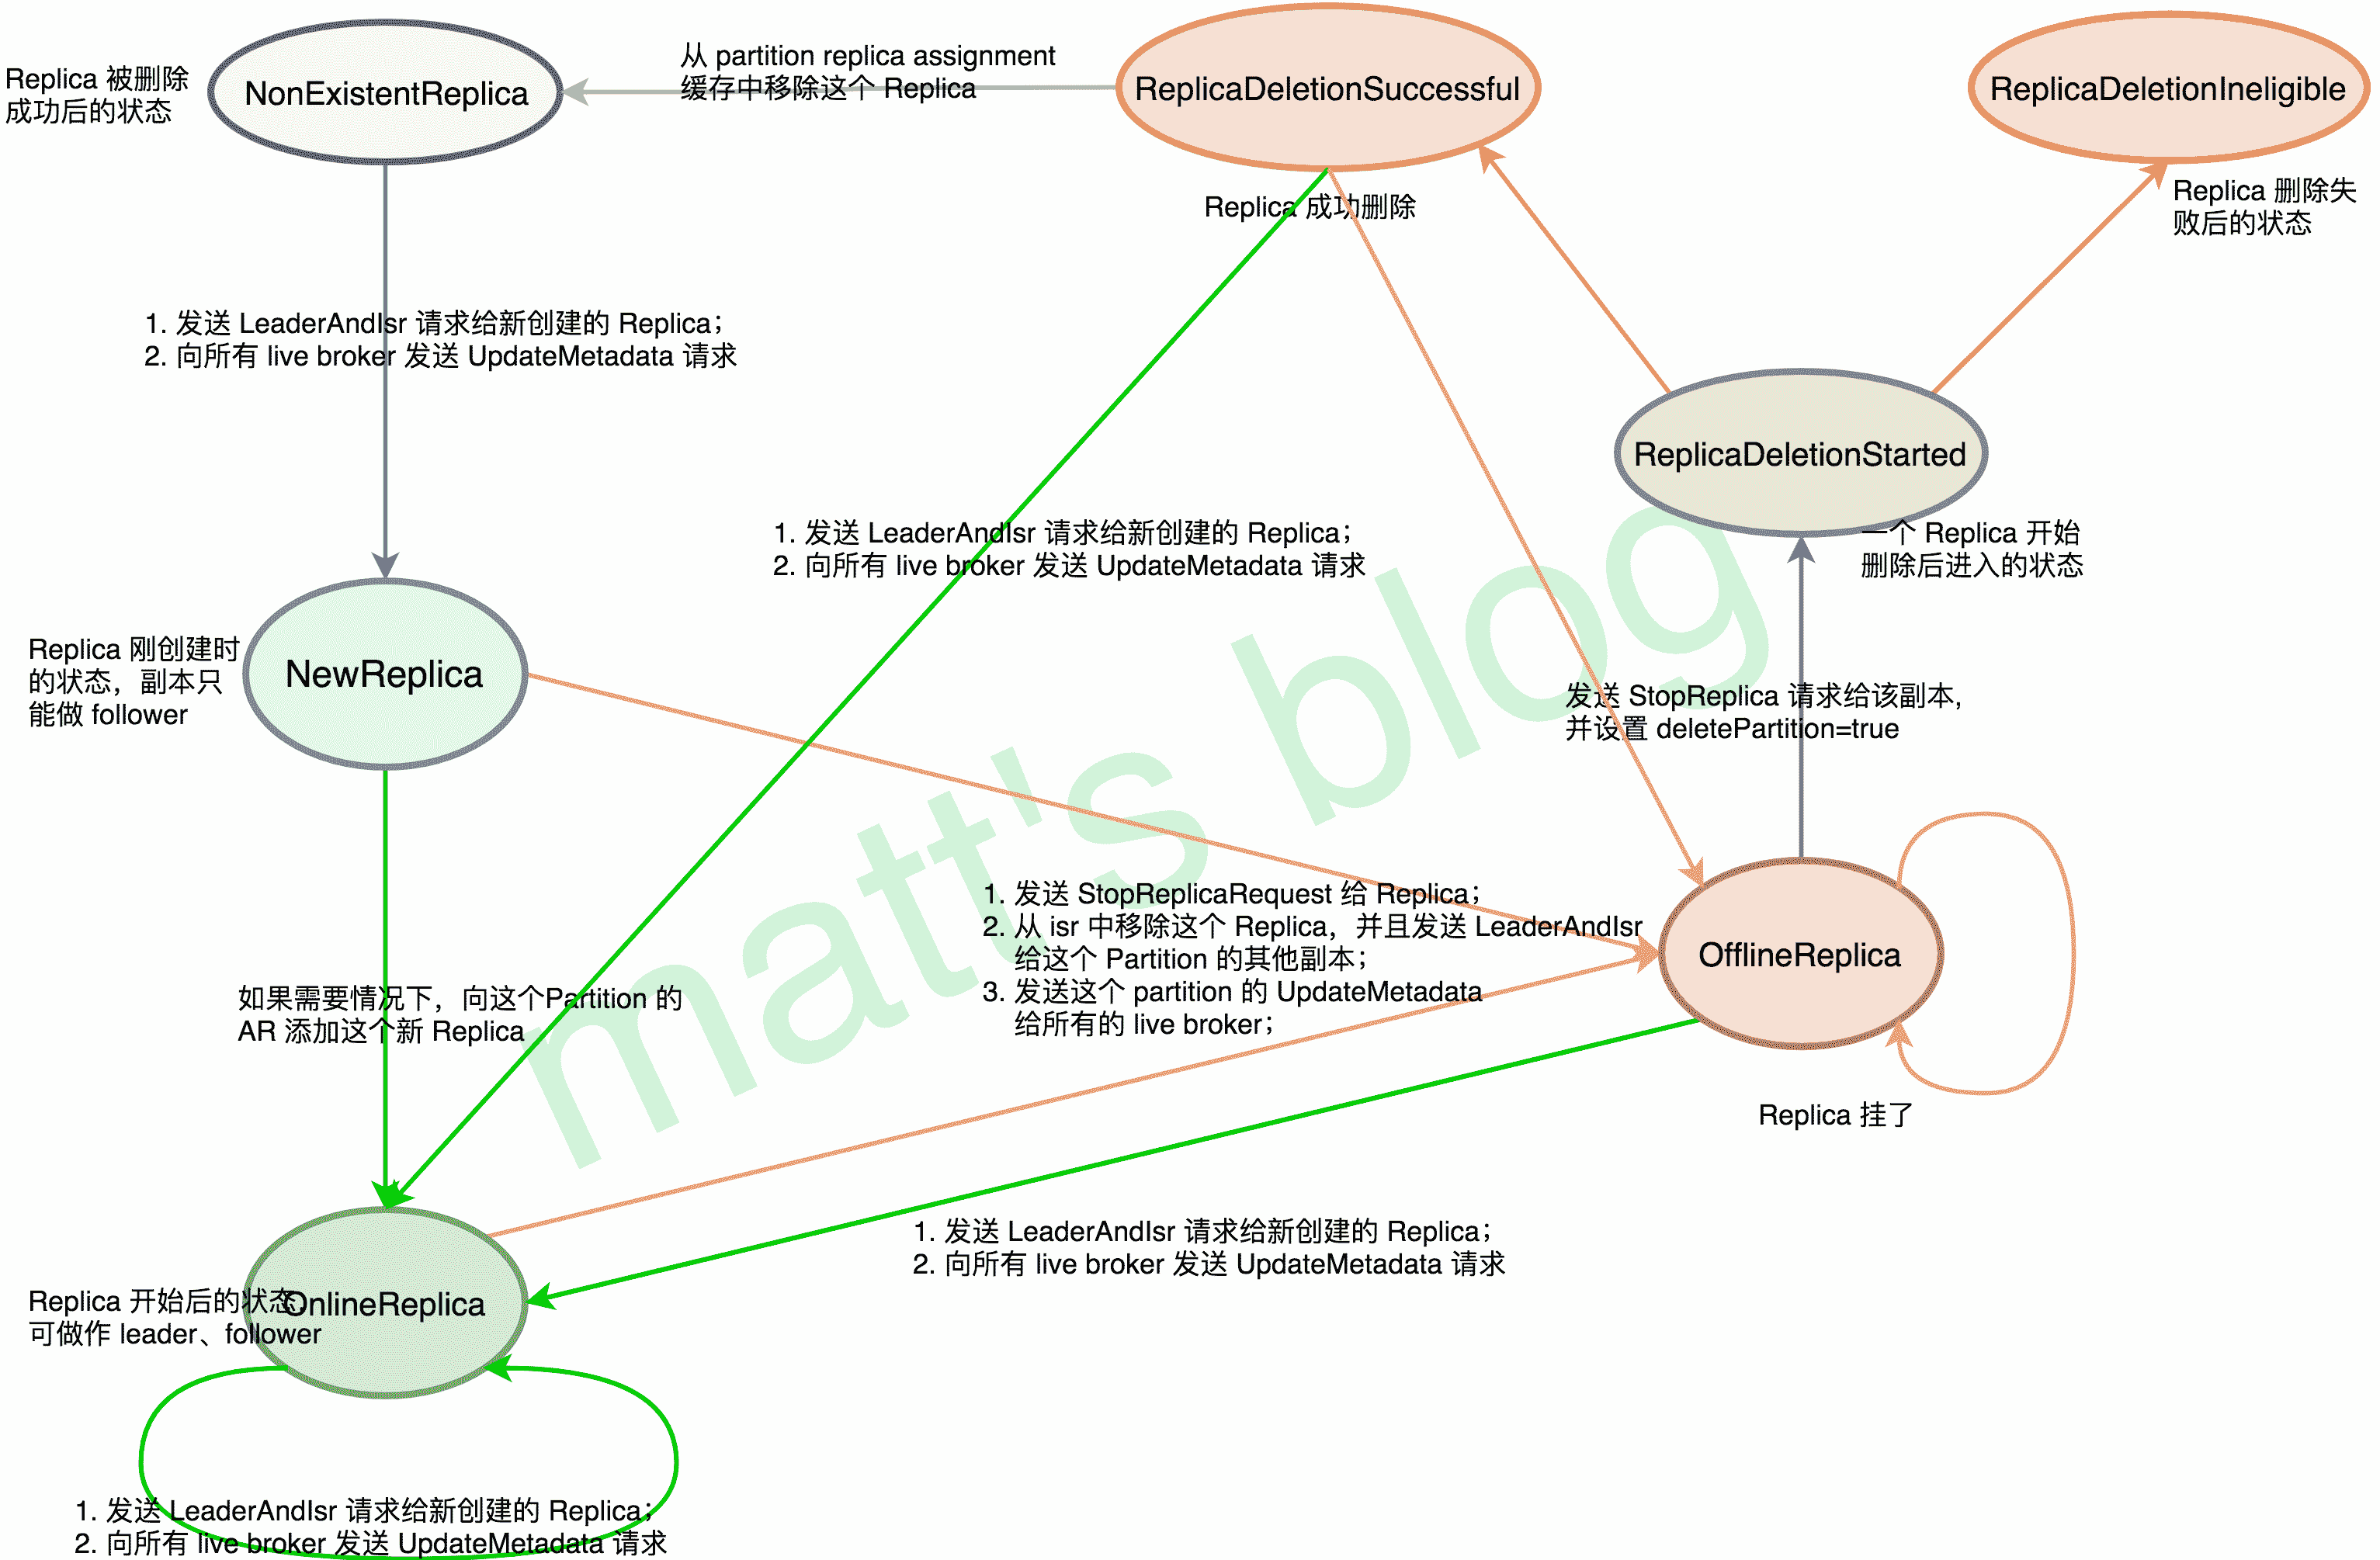 Replica 被删除
成功后的状态
NonExistentReplica
从 partition replica assignment
缓存中移除这个 Replica
ReplicaDeletionSuccessful
ReplicaDeletionIneligible
Replica 成功删除
Replica 删除失
败后的状态
1. 发送 LeaderAndIsr 请求给新创建的 Replica；
2. 向所有 live broker 发送 UpdateMetadata 请求
ReplicaDeletionStarted
一个 Replica 开始
删除后进入的状态
1. 发送 LeaderAndIsr 请求给新创建的 Replica；
2. 向所有 live broker 发送 UpdateMetadata 请求
Replica 刚创建时
的状态，副本只
能做 follower
NewReplica
发送 StopReplica 请求给该副本,
并设置 deletePartition=true
matt's blog
1. 发送 StopReplicaRequest 给 Replica；
2. 从 isr 中移除这个 Replica，并且发送 LeaderAndIsr
给这个 Partition 的其他副本；
3. 发送这个 partition 的 UpdateMetadata
给所有的 live broker；
OfflineReplica
如果需要情况下，向这个Partition 的
AR 添加这个新 Replica
Replica 挂了
1. 发送 LeaderAndIsr 请求给新创建的 Replica；
2. 向所有 live broker 发送 UpdateMetadata 请求
Replica 开始后的状态,
可做作 leader、follower
OnlineReplica
1. 发送 LeaderAndIsr 请求给新创建的 Replica；
2. 向所有 live broker 发送 UpdateMetadata 请求